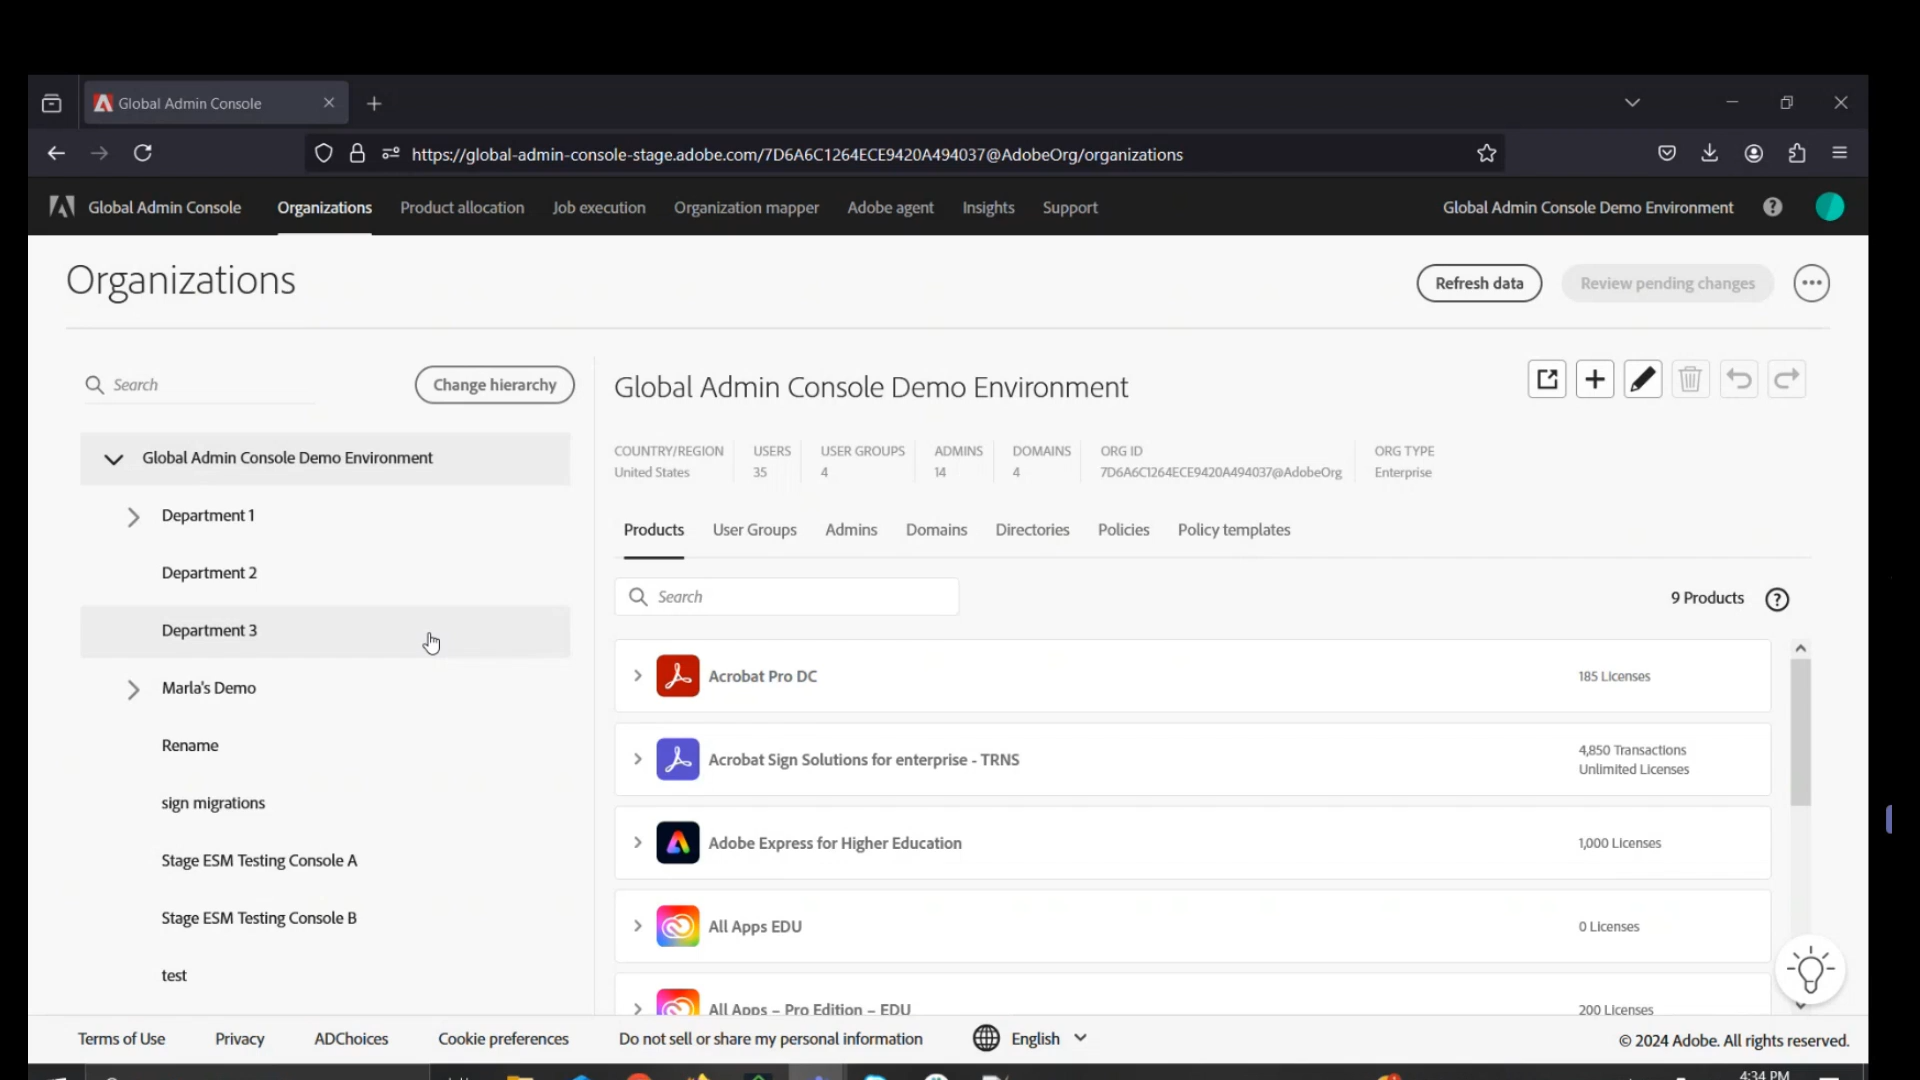 Global Admin Console
https://global-admin-console-stage.adobe.com/7D6A6C1264ECE9420A494037@AdobeOrg/organizations
Global Admin Console Organizations Product allocation Job execution Organization mapper Adobe agent Insights Support Global Admin Console Demo Environment
Organizations
Refresh data Review pending changes
Search Change hierarchy
Global Admin Console Demo Environment
Department 1
Department 2
Department 3
Marla's Demo
Rename
sign migrations
Stage ESM Testing Console A
Stage ESM Testing Console B
test
Global Admin Console Demo Environment
COUNTRY/REGION USERS USER GROUPS ADMINS DOMAINS ORG ID ORG TYPE
United States 35 4 14 4 7D6A6C1264ECE9420A494037@AdobeOrg Enterprise
Products User Groups Admins Domains Directories Policies Policy templates
Search 9 Products
Acrobat Pro DC 185 Licenses
Acrobat Sign Solutions for enterprise - TRNS 4,850 Transactions
Unlimited Licenses
Adobe Express for Higher Education 1,000 Licenses
All Apps EDU 0 Licenses
All Apps – Pro Edition – EDU 200 Licenses
Terms of Use Privacy ADChoices Cookie preferences Do not sell or share my personal information English © 2024 Adobe. All rights reserved.
4:34 PM